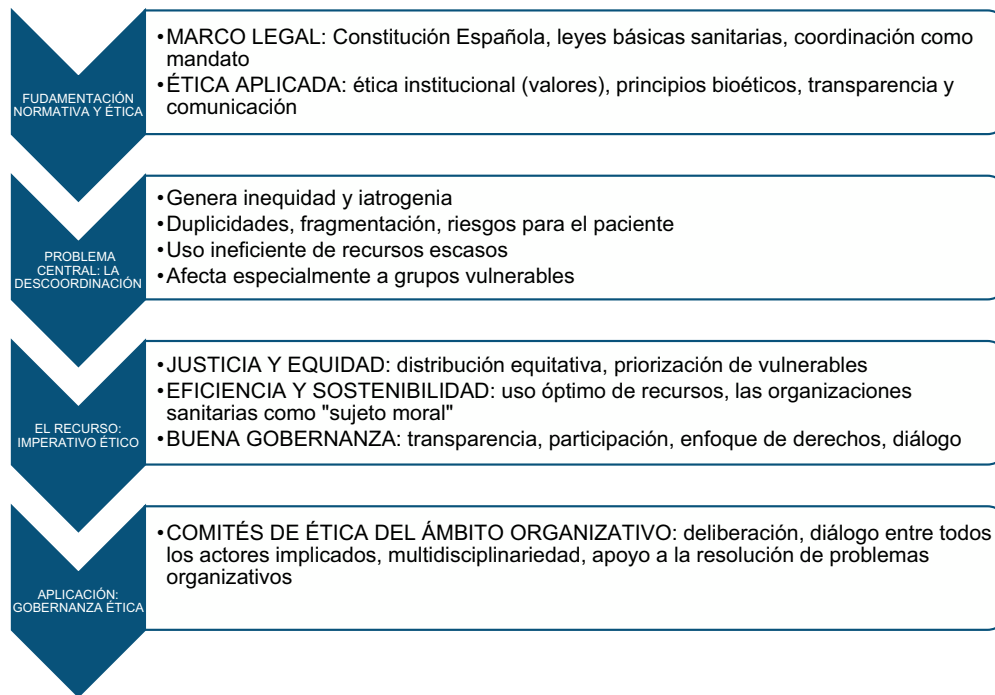 FUDAMENTACIÓN
NORMATIVA Y ÉTICA
•MARCO LEGAL: Constitución Española, leyes básicas sanitarias, coordinación como
mandato
•ÉTICA APLICADA: ética institucional (valores), principios bioéticos, transparencia y
comunicación
PROBLEMA
CENTRAL: LA
DESCOORDINACIÓN
•Genera inequidad y iatrogenia
•Duplicidades, fragmentación, riesgos para el paciente
•Uso ineficiente de recursos escasos
•Afecta especialmente a grupos vulnerables
EL RECURSO:
IMPERATIVO ÉTICO
•JUSTICIA Y EQUIDAD: distribución equitativa, priorización de vulnerables
•EFICIENCIA Y SOSTENIBILIDAD: uso óptimo de recursos, las organizaciones
sanitarias como "sujeto moral"
•BUENA GOBERNANZA: transparencia, participación, enfoque de derechos, diálogo
APLICACIÓN:
GOBERNANZA ÉTICA
•COMITÉS DE ÉTICA DEL ÁMBITO ORGANIZATIVO: deliberación, diálogo entre todos
los actores implicados, multidisciplinariedad, apoyo a la resolución de problemas
organizativos